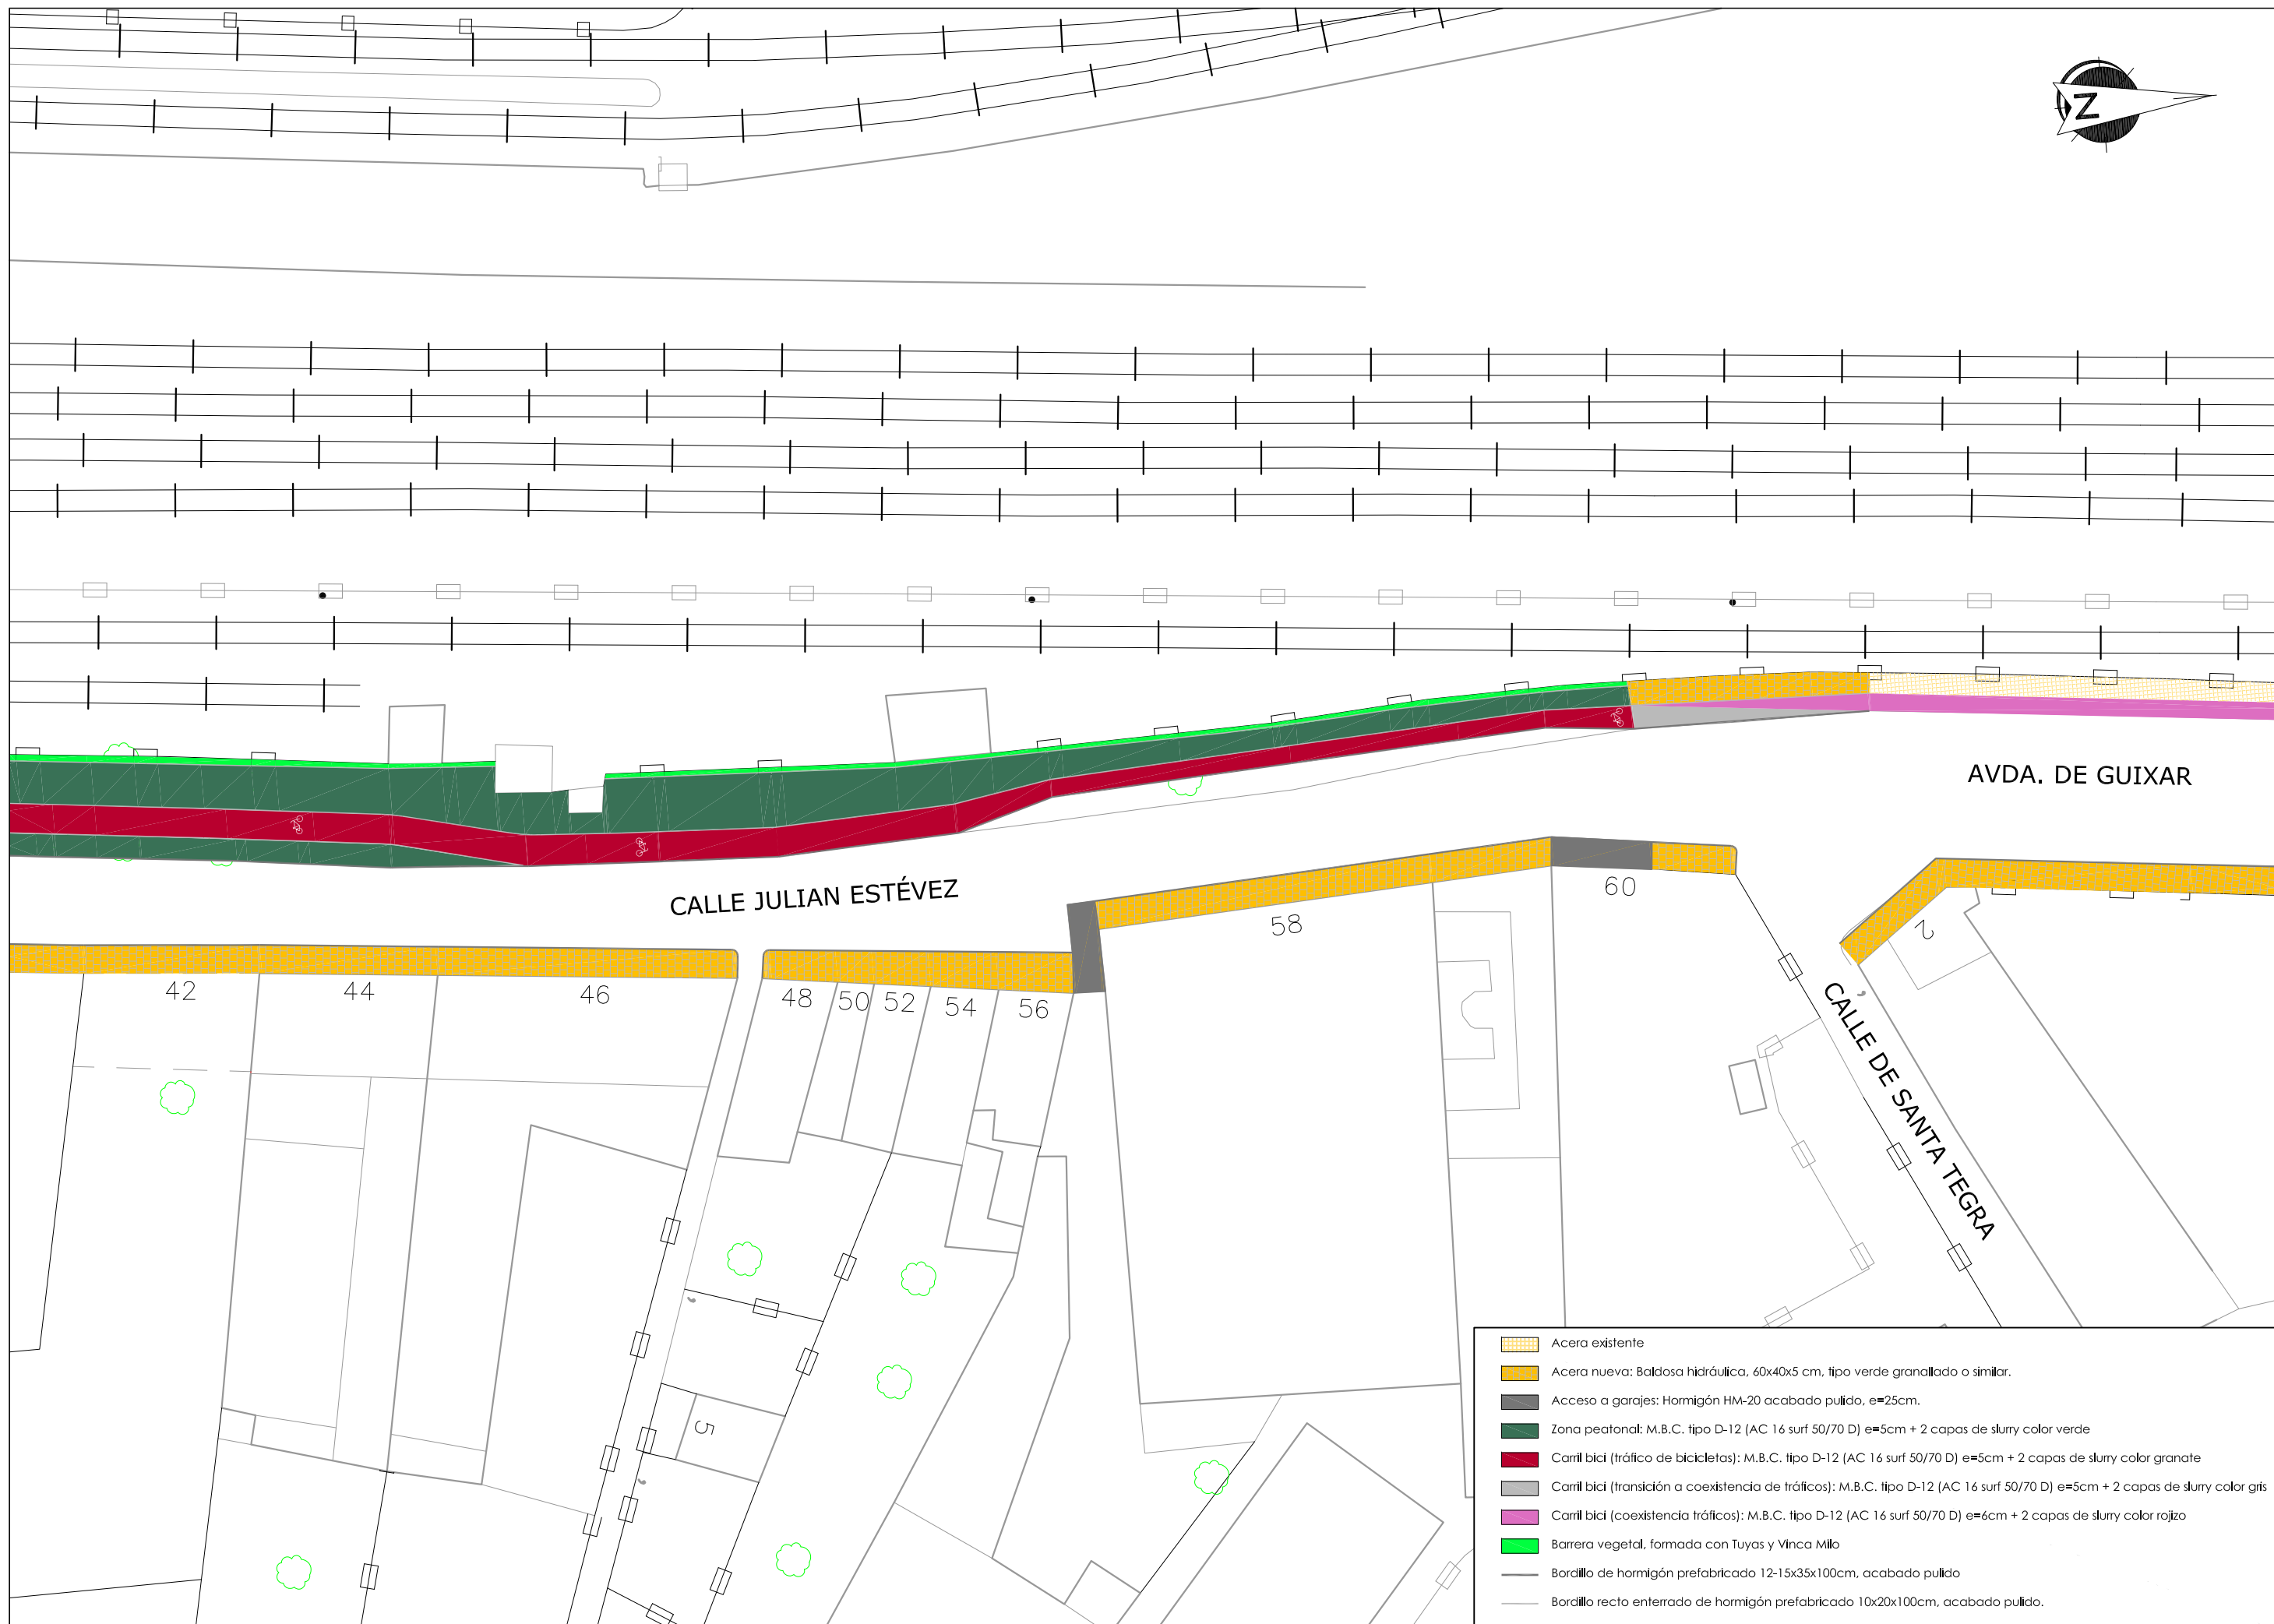 N
AVDA. DE GUIXAR
CALLE JULIAN ESTÉVEZ
60
58
2
42
44
46
48
50
52
54
56
CALLE DE SANTA TEGRA
5
Acera existente
Acera nueva: Baldosa hidráulica, 60x40x5 cm, tipo verde granallado o similar.
Acceso a garajes: Hormigón HM-20 acabado pulido, e=25cm.
Zona peatonal: M.B.C. tipo D-12 (AC 16 surf 50/70 D) e=5cm + 2 capas de slurry color verde
Carril bici (tráfico de bicicletas): M.B.C. tipo D-12 (AC 16 surf 50/70 D) e=5cm + 2 capas de slurry color granate
Carril bici (transición a coexistencia de tráficos): M.B.C. tipo D-12 (AC 16 surf 50/70 D) e=5cm + 2 capas de slurry color gris
Carril bici (coexistencia tráficos): M.B.C. tipo D-12 (AC 16 surf 50/70 D) e=6cm + 2 capas de slurry color rojizo
Barrera vegetal, formada con Tuyas y Vinca Milo
Bordillo de hormigón prefabricado 12-15x35x100cm, acabado pulido
Bordillo recto enterrado de hormigón prefabricado 10x20x100cm, acabado pulido.